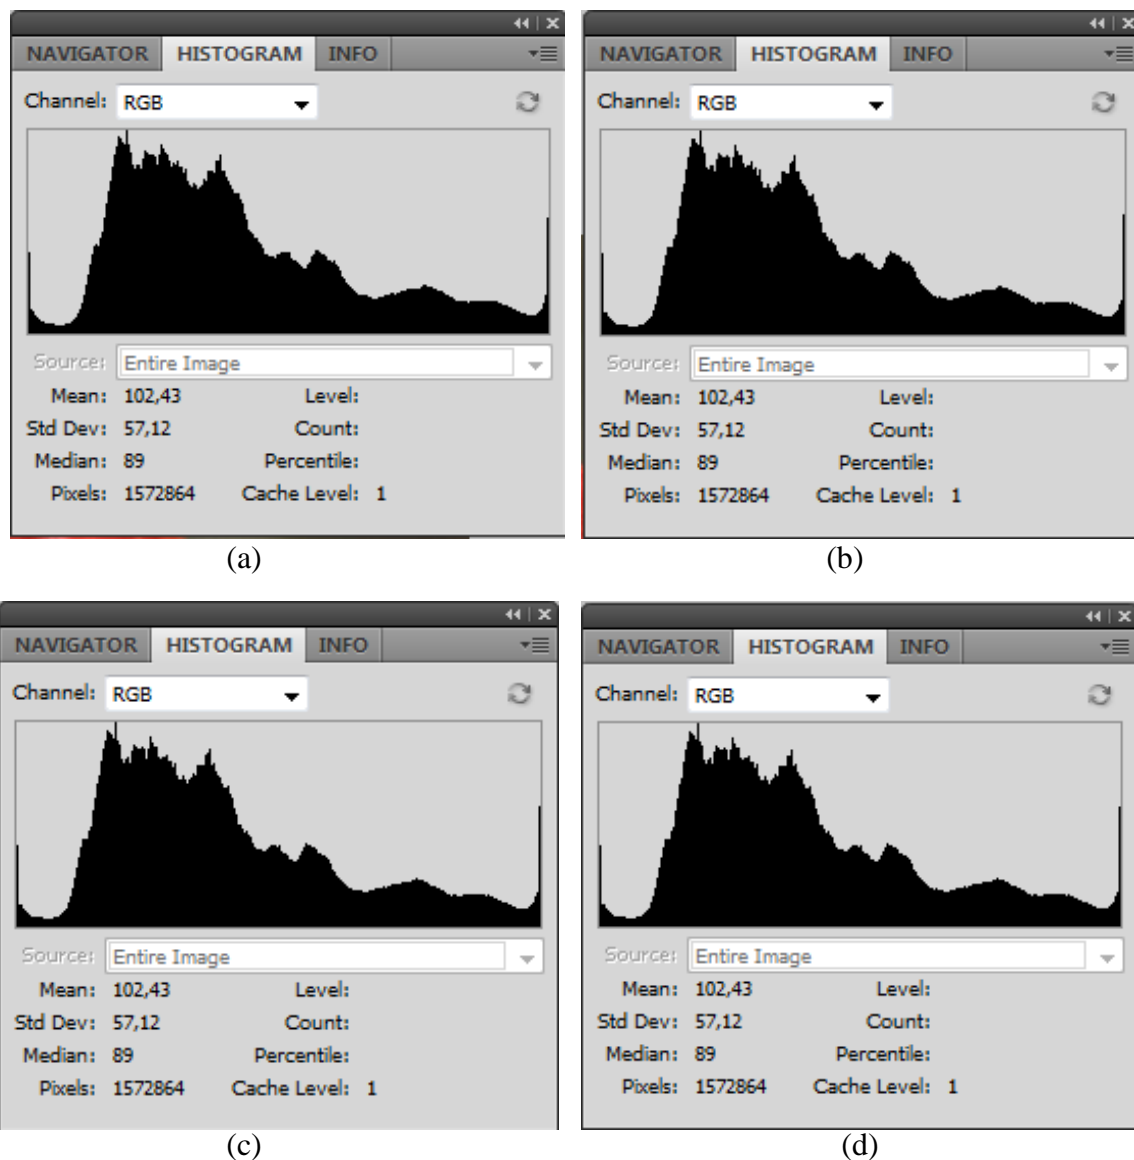 NAVIGATOR HISTOGRAM INFO
Channel: RGB
Source: Entire Image
Mean: 102,43 Level:
Std Dev: 57,12 Count:
Median: 89 Percentile:
Pixels: 1572864 Cache Level: 1
(a)
NAVIGATOR HISTOGRAM INFO
Channel: RGB
Source: Entire Image
Mean: 102,43 Level:
Std Dev: 57,12 Count:
Median: 89 Percentile:
Pixels: 1572864 Cache Level: 1
(b)
NAVIGATOR HISTOGRAM INFO
Channel: RGB
Source: Entire Image
Mean: 102,43 Level:
Std Dev: 57,12 Count:
Median: 89 Percentile:
Pixels: 1572864 Cache Level: 1
(c)
NAVIGATOR HISTOGRAM INFO
Channel: RGB
Source: Entire Image
Mean: 102,43 Level:
Std Dev: 57,12 Count:
Median: 89 Percentile:
Pixels: 1572864 Cache Level: 1
(d)